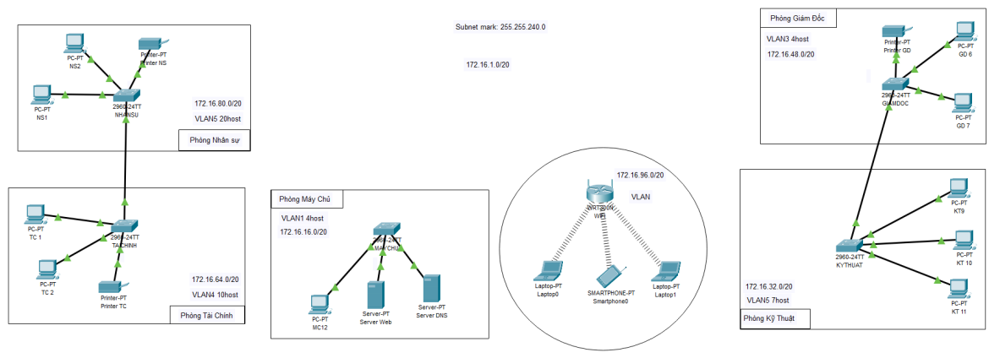 Subnet mark: 255.255.240.0
172.16.1.0/20
PC-PT
NS2
Printer-PT
Printer NS
PC-PT
NS1
2960-24TT
NHANSU
172.16.80.0/20
VLAN5 20host
Phòng Nhân sự
PC-PT
TC 1
2960-24TT
TAICHINH
PC-PT
TC 2
Printer-PT
Printer TC
172.16.64.0/20
VLAN4 10host
Phòng Tài Chính
Phòng Máy Chủ
VLAN1 4host
172.16.16.0/20
2960-24TT
MAYCHU
PC-PT
MC12
Server-PT
Server Web
Server-PT
Server DNS
172.16.96.0/20
VLAN
WRT300N
WIFI
Laptop-PT
Laptop0
SMARTPHONE-PT
Smartphone0
Laptop-PT
Laptop1
Phòng Giám Đốc
VLAN3 4host
172.16.48.0/20
Printer-PT
Printer GD
PC-PT
GD 6
2960-24TT
GIAMDOC
PC-PT
GD 7
PC-PT
KT9
2960-24TT
KYTHUAT
PC-PT
KT 10
PC-PT
KT 11
172.16.32.0/20
VLAN5 7host
Phòng Kỹ Thuật